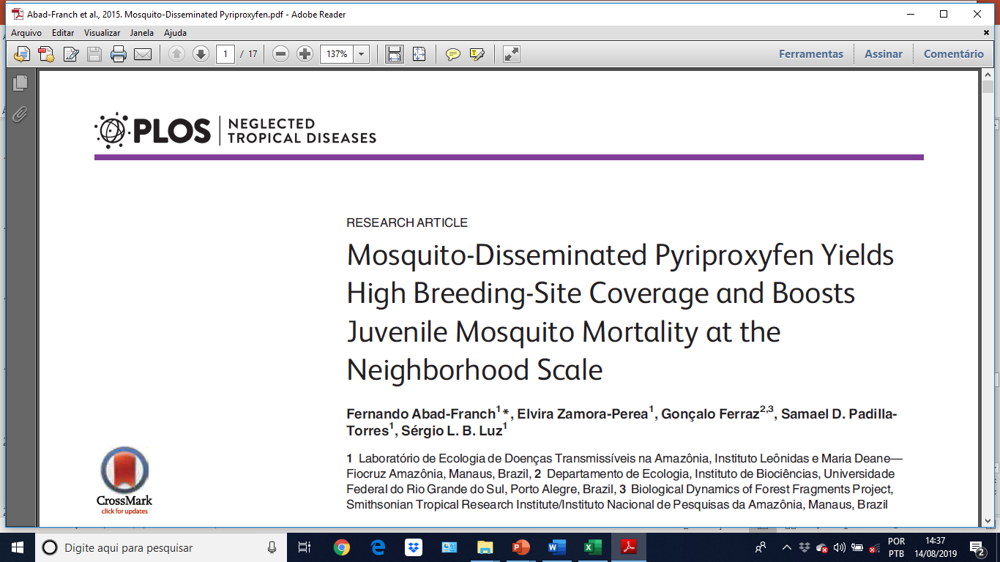 Abad-Franch et al., 2015. Mosquito-Disseminated Pyriproxyfen.pdf - Adobe Reader
Arquivo Editar Visualizar Janela Ajuda
1 / 17 137% Ferramentas Assinar Comentário
PLOS NEGLECTED
TROPICAL DISEASES
RESEARCH ARTICLE
Mosquito-Disseminated Pyriproxyfen Yields
High Breeding-Site Coverage and Boosts
Juvenile Mosquito Mortality at the
Neighborhood Scale
Fernando Abad-Franch1*, Elvira Zamora-Perea1, Gonçalo Ferraz2,3, Samael D. Padilla-
Torres1, Sérgio L. B. Luz1
1 Laboratório de Ecologia de Doenças Transmissíveis na Amazônia, Instituto Leônidas e Maria Deane—
Fiocruz Amazônia, Manaus, Brazil, 2 Departamento de Ecologia, Instituto de Biociências, Universidade
Federal do Rio Grande do Sul, Porto Alegre, Brazil, 3 Biological Dynamics of Forest Fragments Project,
Smithsonian Tropical Research Institute/Instituto Nacional de Pesquisas da Amazônia, Manaus, Brazil
CrossMark
click for updates
Digite aqui para pesquisar
POR
PTB
14:37
14/08/2019
2